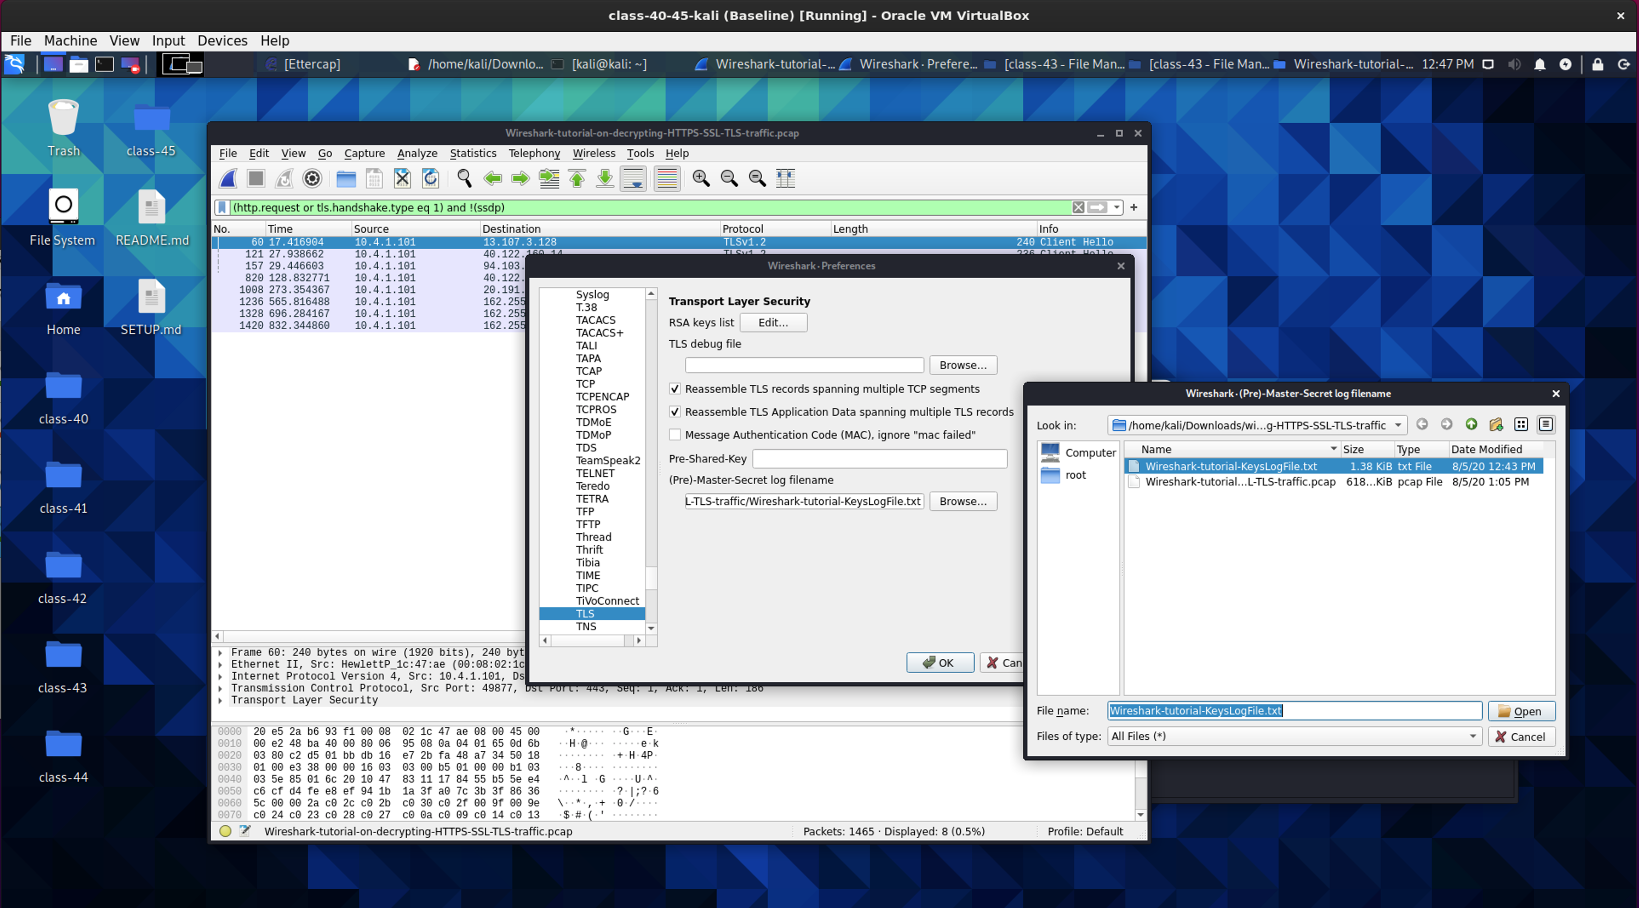 class-40-45-kali (Baseline) [Running] - Oracle VM VirtualBox
File Machine View Input Devices Help
[Ettercap] /home/kali/Downlo... [kali@kali: ~] Wireshark-tutorial-... Wireshark · Prefere... [class-43 - File Man... [class-43 - File Man... Wireshark-tutorial-... 12:47 PM
Trash
class-45
File System
README.md
Home
SETUP.md
class-40
class-41
class-42
class-43
class-44
Wireshark-tutorial-on-decrypting-HTTPS-SSL-TLS-traffic.pcap
File Edit View Go Capture Analyze Statistics Telephony Wireless Tools Help
(http.request or tls.handshake.type eq 1) and !(ssdp)
No. Time Source Destination Protocol Length Info
60 17.416904 10.4.1.101 13.107.3.128 TLSv1.2 240 Client Hello
121 27.938662 10.4.1.101 40.122.160.14 TLSv1.2 236 Client Hello
157 29.446603 10.4.1.101 94.103.
820 128.832771 10.4.1.101 40.122.
1008 273.354367 10.4.1.101 20.191.
1236 565.816488 10.4.1.101 162.255
1328 696.284167 10.4.1.101 162.255
1420 832.344860 10.4.1.101 162.255
Frame 60: 240 bytes on wire (1920 bits), 240 byt
Ethernet II, Src: HewlettP_1c:47:ae (00:08:02:1c
Internet Protocol Version 4, Src: 10.4.1.101, Ds
Transmission Control Protocol, Src Port: 49877, Dst Port: 443, Seq: 1, Ack: 1, Len: 186
Transport Layer Security
0000 20 e5 2a b6 93 f1 00 08 02 1c 47 ae 08 00 45 00 ·*····· ··G···E·
0010 00 e2 48 ba 40 00 80 06 95 08 0a 04 01 65 0d 6b ··H·@··· ·····e·k
0020 03 80 c2 d5 01 bb db 16 e7 2b fa 48 a7 34 50 18 ········ ·+·H·4P·
0030 01 00 e3 38 00 00 16 03 03 00 b5 01 00 00 b1 03 ···8···· ········
0040 03 5e 85 01 6c 20 10 47 83 11 17 84 55 b5 5e e4 ·^··l ·G ····U·^·
0050 c6 cf d4 fe e8 ef 94 1b 1a 3f a0 7c 3b 3f 86 36 ········ ·?·|;?·6
0060 5c 00 00 2a c0 2c c0 2b c0 30 c0 2f 00 9f 00 9e \··*·,·+ ·0·/····
0070 c0 24 c0 23 c0 28 c0 27 c0 0a c0 09 c0 14 c0 13 ·$·#·(·' ········
Wireshark-tutorial-on-decrypting-HTTPS-SSL-TLS-traffic.pcap Packets: 1465 · Displayed: 8 (0.5%) Profile: Default
Wireshark · Preferences
Syslog
T.38
TACACS
TACACS+
TALI
TAPA
TCAP
TCP
TCPENCAP
TCPROS
TDMoE
TDMoP
TDS
TeamSpeak2
TELNET
Teredo
TETRA
TFP
TFTP
Thread
Thrift
Tibia
TIME
TIPC
TiVoConnect
TLS
TNS
Transport Layer Security
RSA keys list Edit...
TLS debug file
Browse...
Reassemble TLS records spanning multiple TCP segments
Reassemble TLS Application Data spanning multiple TLS records
Message Authentication Code (MAC), ignore "mac failed"
Pre-Shared-Key
(Pre)-Master-Secret log filename
L-TLS-traffic/Wireshark-tutorial-KeysLogFile.txt Browse...
OK Can
Wireshark · (Pre)-Master-Secret log filename
Look in: /home/kali/Downloads/wi...g-HTTPS-SSL-TLS-traffic
Computer
root
Name Size Type Date Modified
Wireshark-tutorial-KeysLogFile.txt 1.38 KiB txt File 8/5/20 12:43 PM
Wireshark-tutorial...L-TLS-traffic.pcap 618...KiB pcap File 8/5/20 1:05 PM
File name: Wireshark-tutorial-KeysLogFile.txt Open
Files of type: All Files (*) Cancel